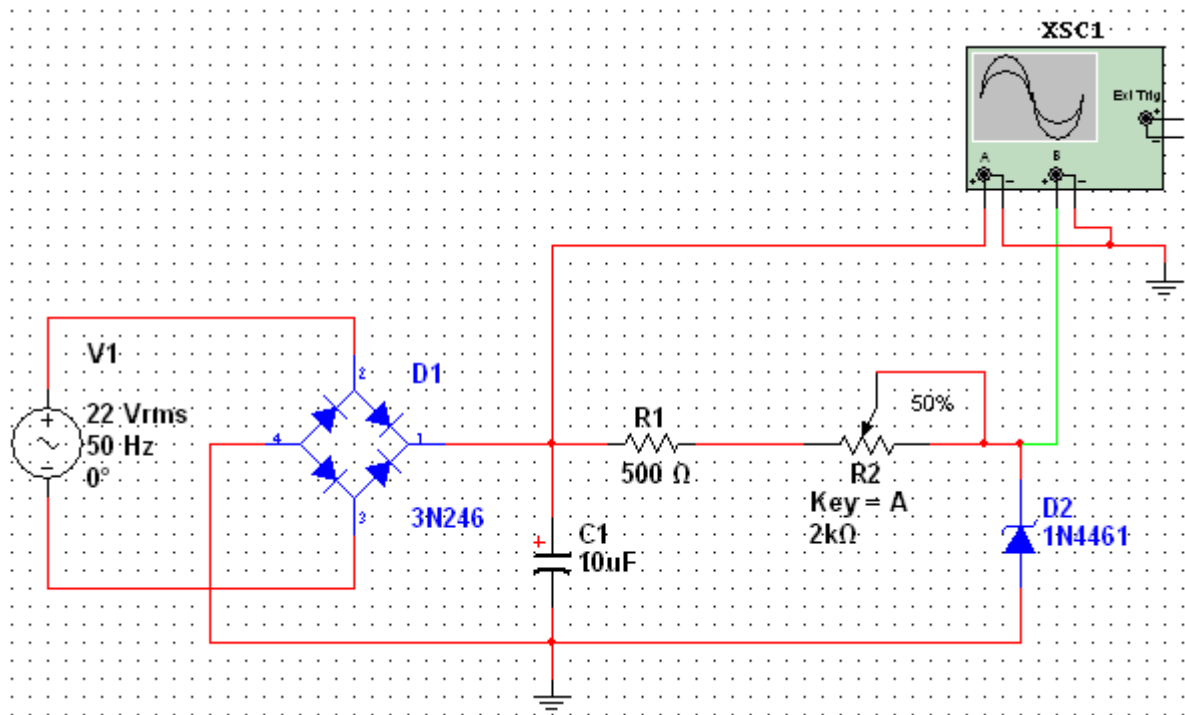 XSC1
Ext Trig
+
_
A
B
+ _ + _
V1
22 Vrms
50 Hz
0°
+
_
2
D1
4
1
3
3N246
R1
500 Ω
50%
R2
Key = A
2kΩ
+
C1
10uF
D2
1N4461